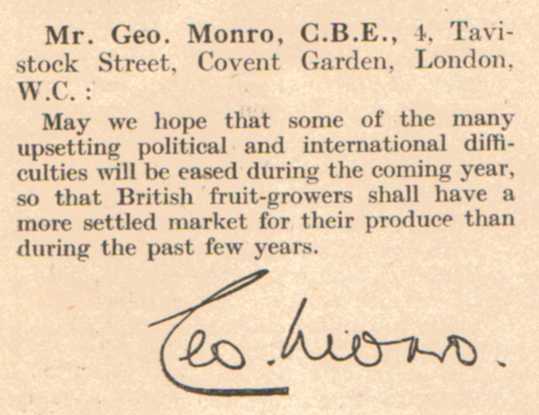 Mr. Geo. Monro, C.B.E., 4, Tavi-
stock Street, Covent Garden, London,
W.C. :
May we hope that some of the many
upsetting political and international diffi-
culties will be eased during the coming year,
so that British fruit-growers shall have a
more settled market for their produce than
during the past few years.
Geo. Monro.